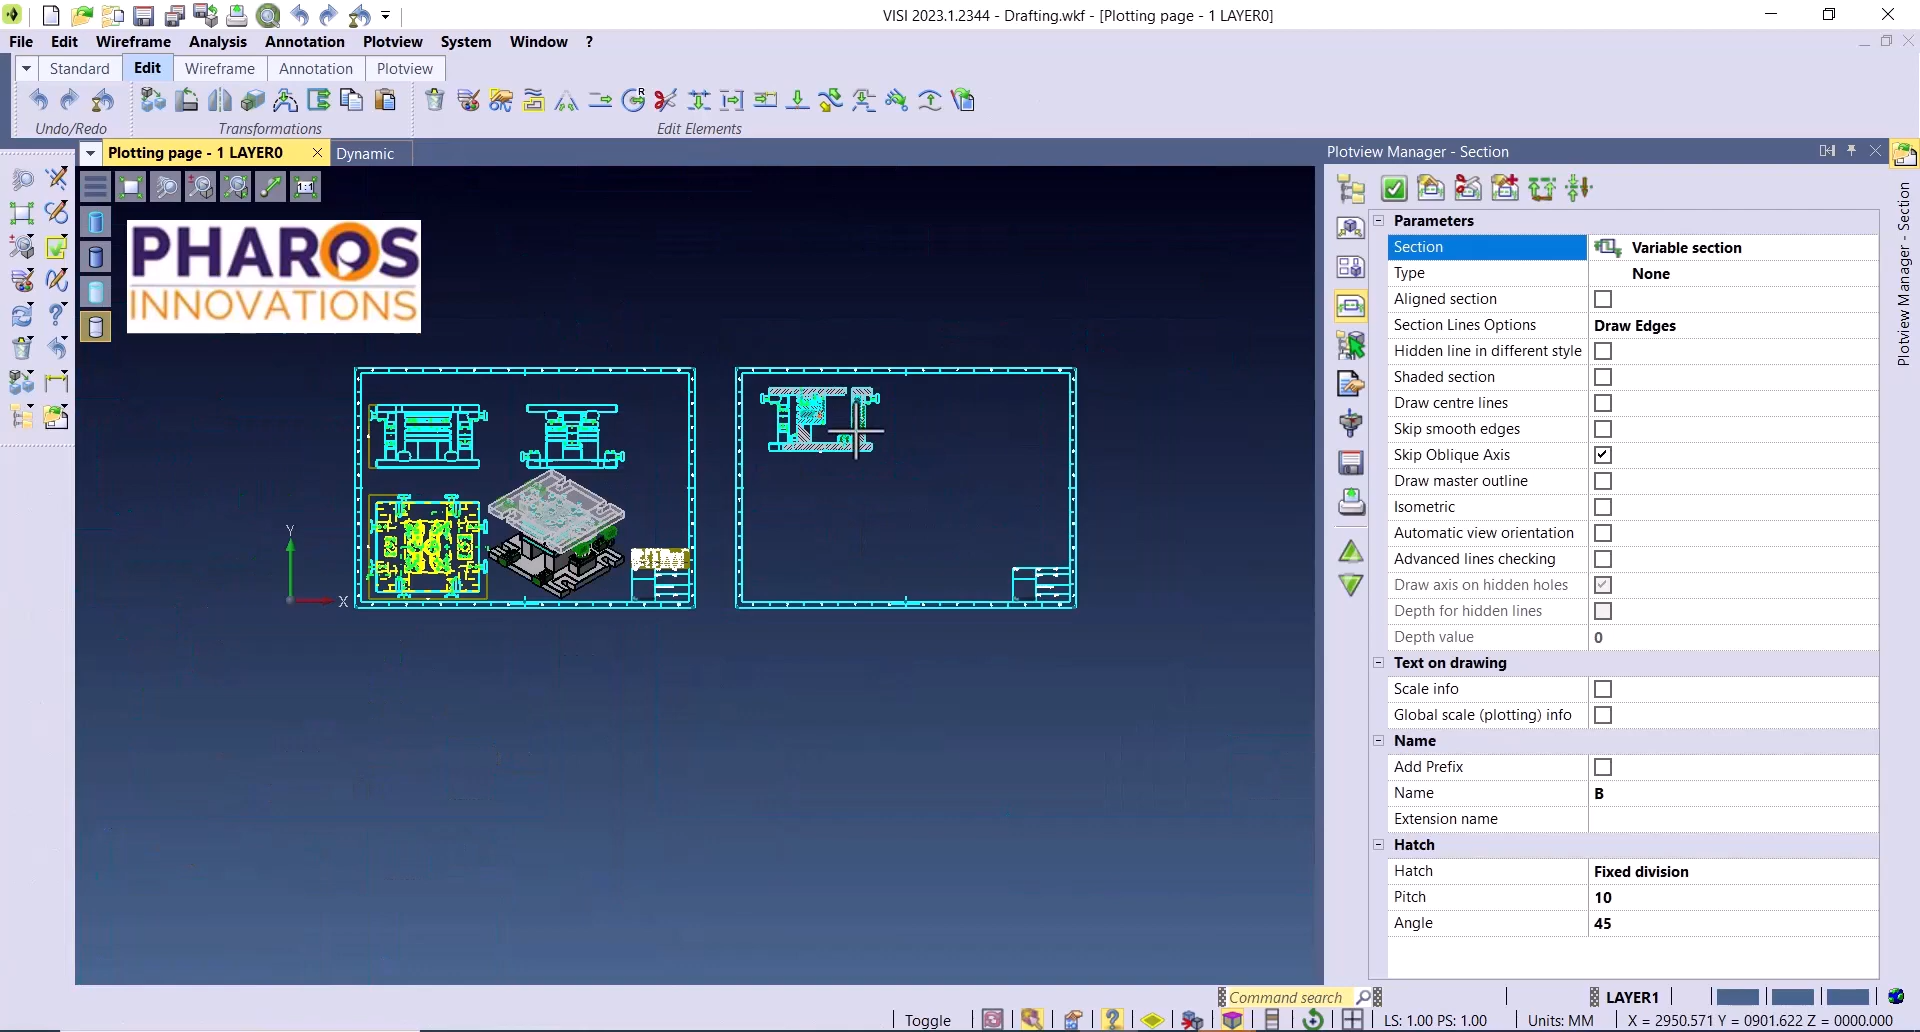 VISI 2023.1.2344 - Drafting.wkf - [Plotting page - 1 LAYER0]
File Edit Wireframe Analysis Annotation Plotview System Window ?
Standard Edit Wireframe Annotation Plotview
Undo/Redo Transformations Edit Elements
Plotting page - 1 LAYER0 Dynamic
Plotview Manager - Section
1:1
PHAROS
INNOVATIONS
Y
X
Parameters
Section Variable section
Type None
Aligned section
Section Lines Options Draw Edges
Hidden line in different style
Shaded section
Draw centre lines
Skip smooth edges
Skip Oblique Axis
Draw master outline
Isometric
Automatic view orientation
Advanced lines checking
Draw axis on hidden holes
Depth for hidden lines
Depth value 0
Text on drawing
Scale info
Global scale (plotting) info
Name
Add Prefix
Name B
Extension name
Hatch
Hatch Fixed division
Pitch 10
Angle 45
Plotview Manager - Section
Command search LAYER1
Toggle LS: 1.00 PS: 1.00 Units: MM X = 2950.571 Y = 0901.622 Z = 0000.000